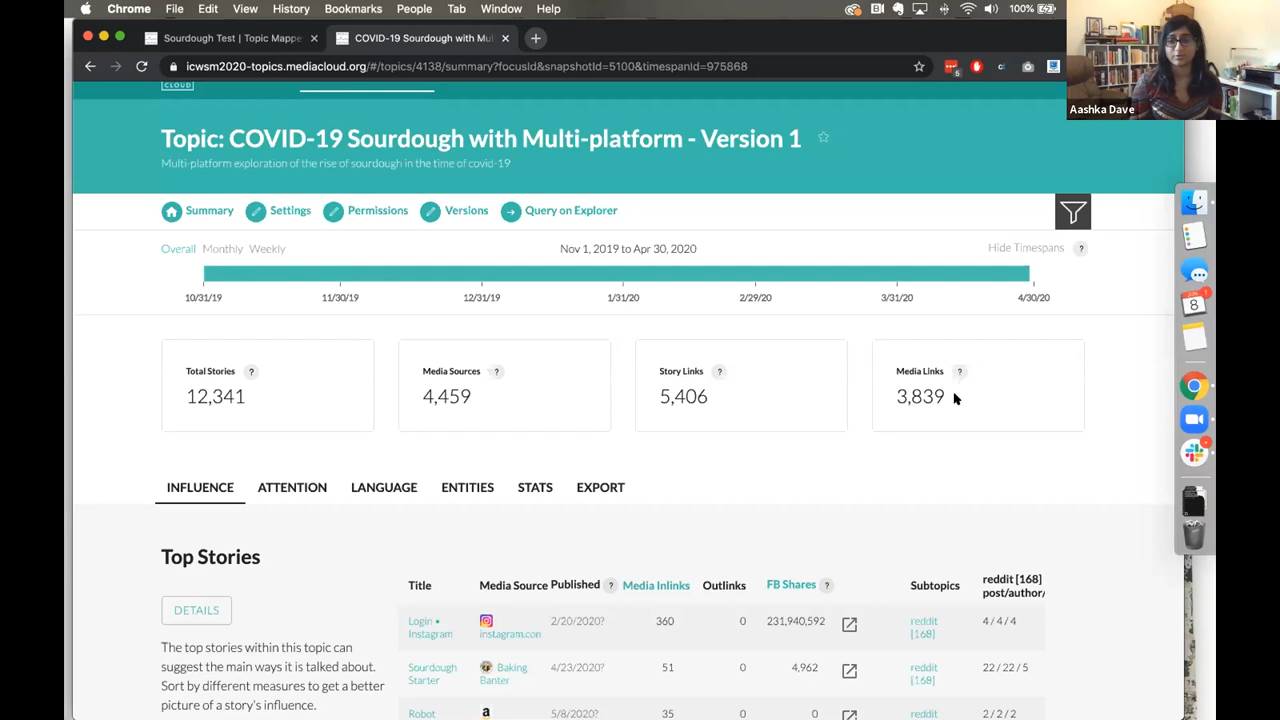 Chrome File Edit View History Bookmarks People Tab Window Help 100%
Sourdough Test | Topic Mappe
COVID-19 Sourdough with Mul
icwsm2020-topics.mediacloud.org
snapshotId=5100&timespanId=975868
5
Aashka Dave
CLOUD
Topic: COVID-19 Sourdough with Multi-platform - Version 1
Multi-platform exploration of the rise of sourdough in the time of covid-19
Summary Settings Permissions Versions Query on Explorer
Overall Monthly Weekly Nov 1, 2019 to Apr 30, 2020 Hide Timespans ?
10/31/19 11/30/19 12/31/19 1/31/20 2/29/20 3/31/20 4/30/20
JUN 1
8
Total Stories ? Media Sources ? Story Links ? Media Links ?
12,341 4,459 5,406 3,839
INFLUENCE ATTENTION LANGUAGE ENTITIES STATS EXPORT
Top Stories
DETAILS
The top stories within this topic can
suggest the main ways it is talked about.
Sort by different measures to get a better
picture of a story's influence.
Title Media Source Published ? Media Inlinks Outlinks FB Shares ? Subtopics reddit [168]
post/author/
Login • instagram.con 2/20/2020? 360 0 231,940,592 reddit 4 / 4 / 4
Instagram [168]
Sourdough Baking 4/23/2020? 51 0 4,962 reddit 22 / 22 / 5
Starter Banter [168]
Robot a 5/8/2020? 35 0 0 reddit 2 / 2 / 2